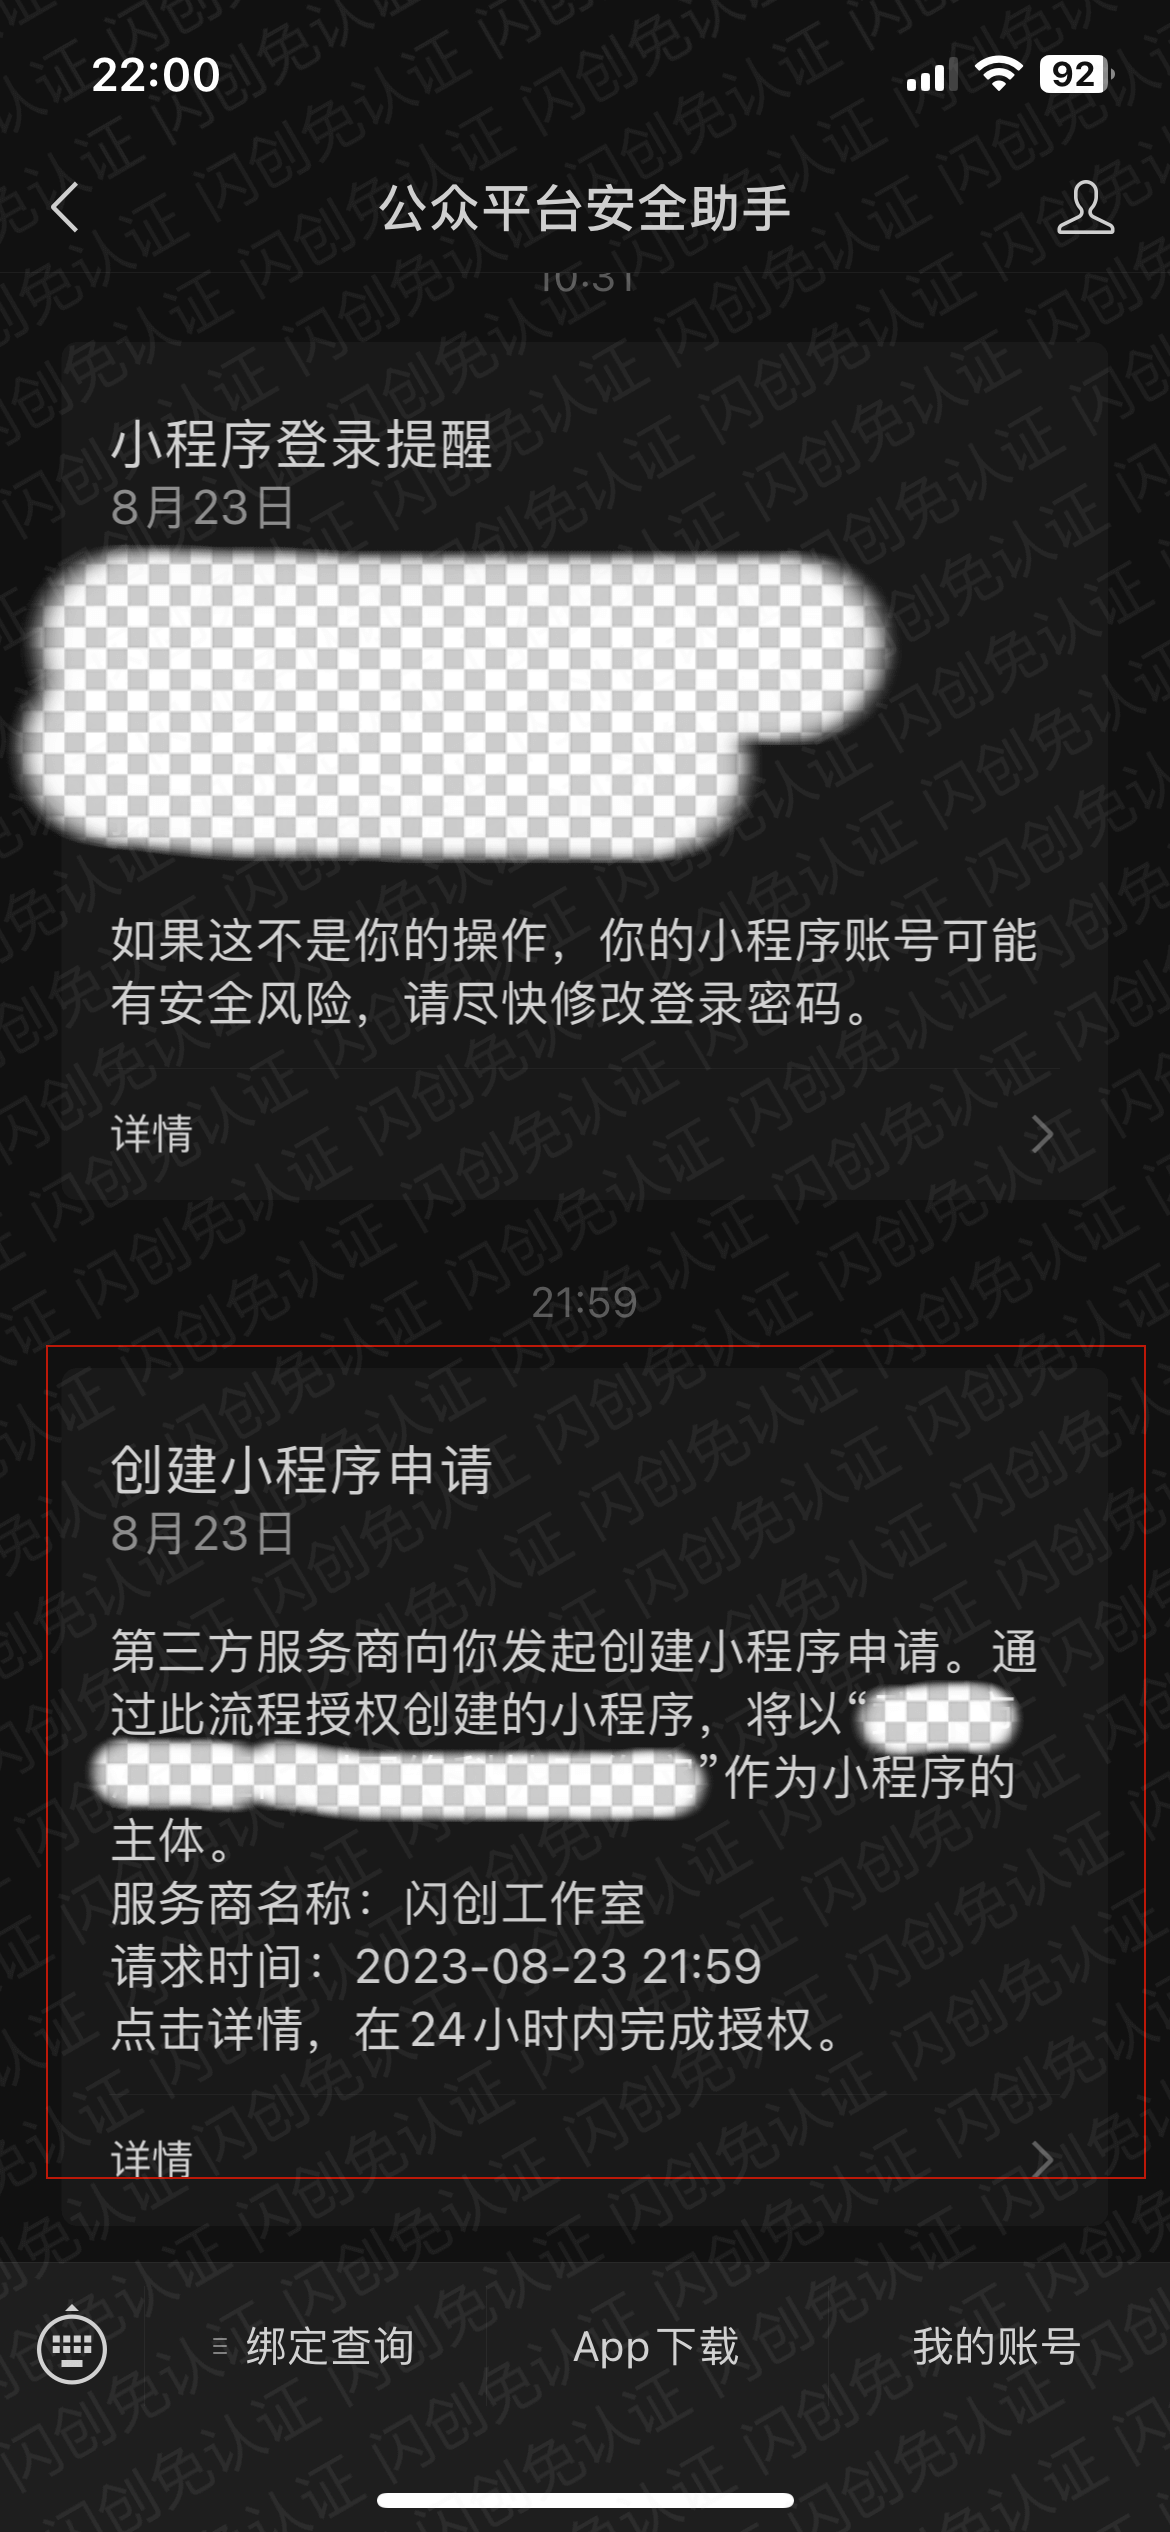 22:00
92
公众平台安全助手
10:31
小程序登录提醒
8月23日
如果这不是你的操作，你的小程序账号可能
有安全风险，请尽快修改登录密码。
详情
21:59
创建小程序申请
8月23日
第三方服务商向你发起创建小程序申请。通
过此流程授权创建的小程序，将以“
”作为小程序的
主体。
服务商名称：闪创工作室
请求时间：2023-08-23 21:59
点击详情，在24小时内完成授权。
详情
绑定查询
App下载
我的账号
闪创免认证